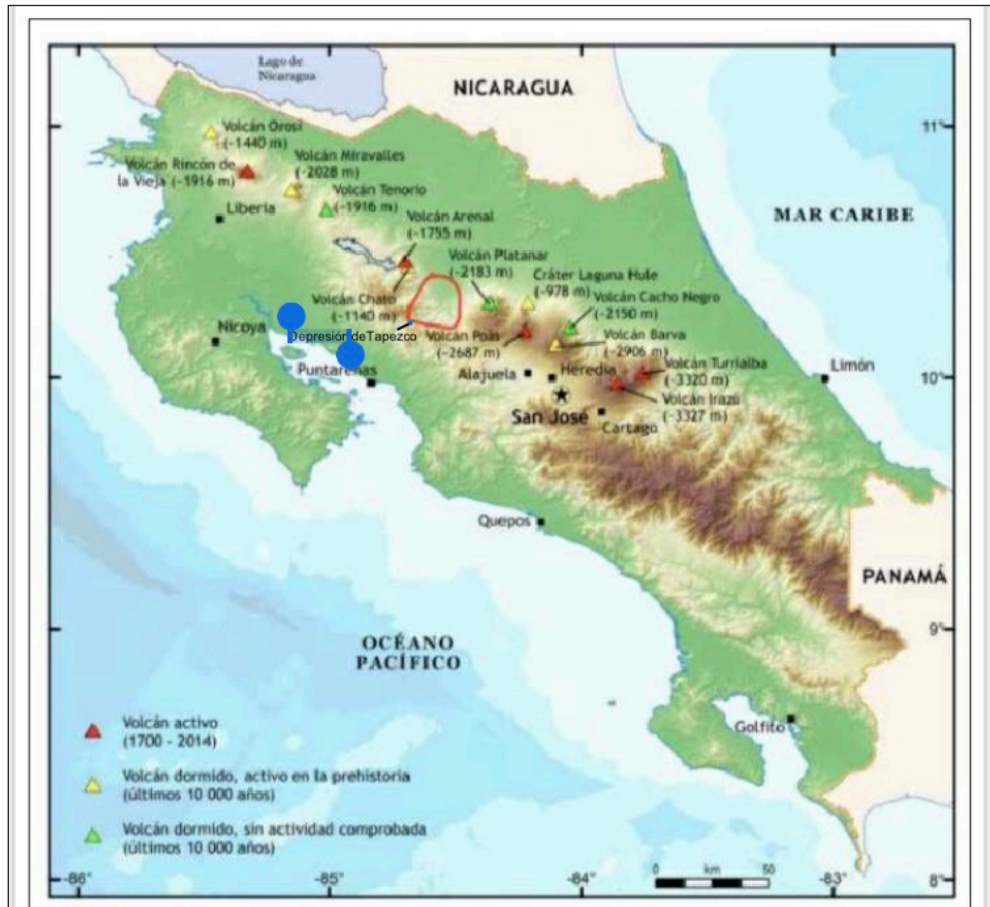 Lago de
Nicaragua
NICARAGUA
11°
Volcán Orosi
(~1440 m)
Volcán Rincón de
la Vieja (~1916 m)
Volcán Miravalles
(~2028 m)
Volcán Tenorio
(~1916 m)
Liberia
Volcán Arenal
(~1755 m)
MAR CARIBE
Volcán Platanar
(~2183 m)
Cráter Laguna Hule
(~978 m)
Volcán Cacho Negro
(~2150 m)
Volcán Chato
(~1140 m)
Nicoya
Depresión de Tapezco
Volcán Poás
(~2687 m)
Volcán Barva
(~2906 m)
Puntarenas
Alajuela
Heredia
Volcán Turrialba
(~3320 m)
Limón
10°
San José
Volcán Irazú
(~3327 m)
Cartago
Quepos
PANAMÁ
OCÉANO
PACÍFICO
9°
Golfito
Volcán activo
(1700 - 2014)
Volcán dormido, activo en la prehistoria
(últimos 10 000 años)
Volcán dormido, sin actividad comprobada
(últimos 10 000 años)
0 km 50
-86° -85° -84° -83° 8°